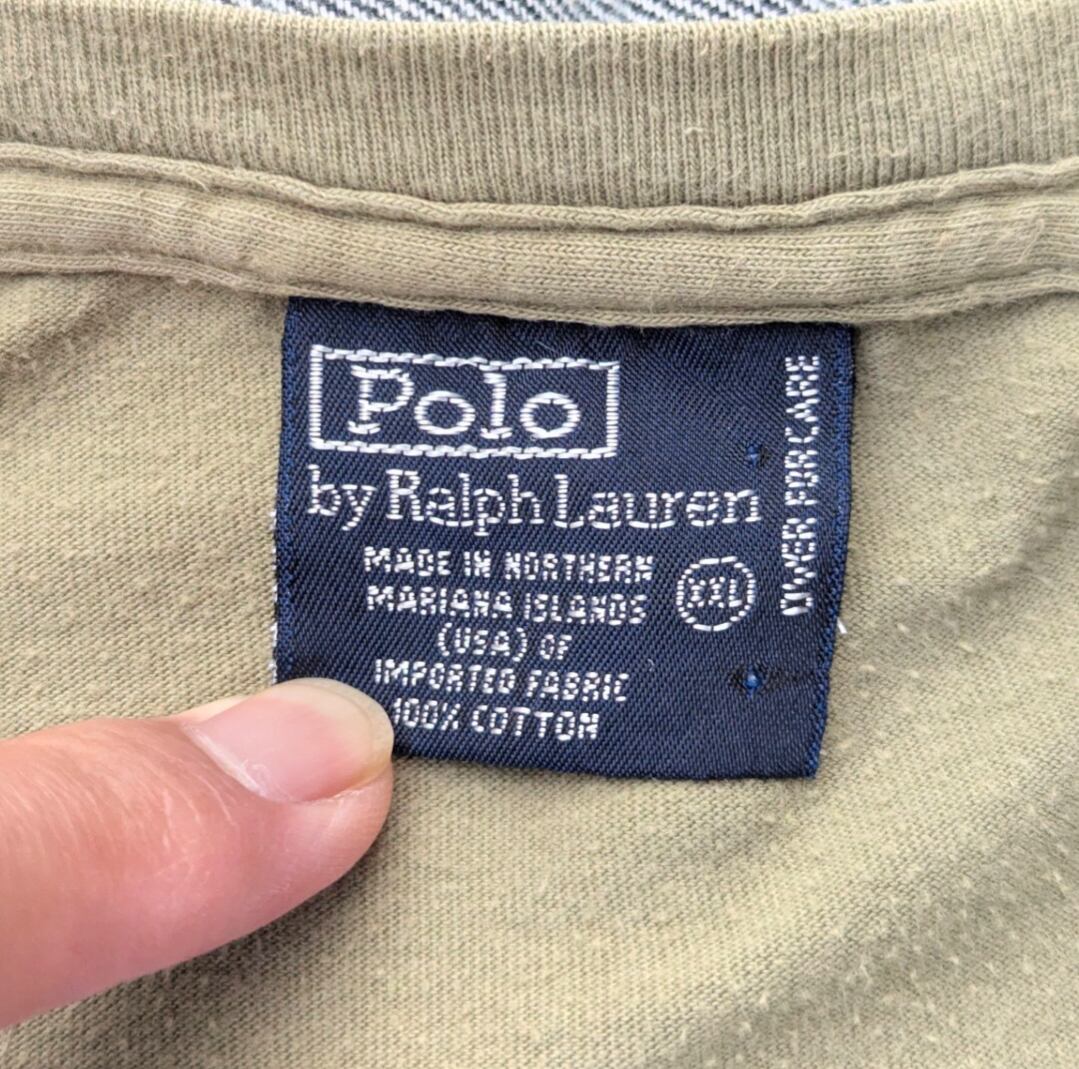 Polo
by Ralph Lauren
MADE IN NORTHERN
MARIANA ISLANDS
(USA) OF
IMPORTED FABRIC
100% COTTON
XXL
OVER FOR CARE